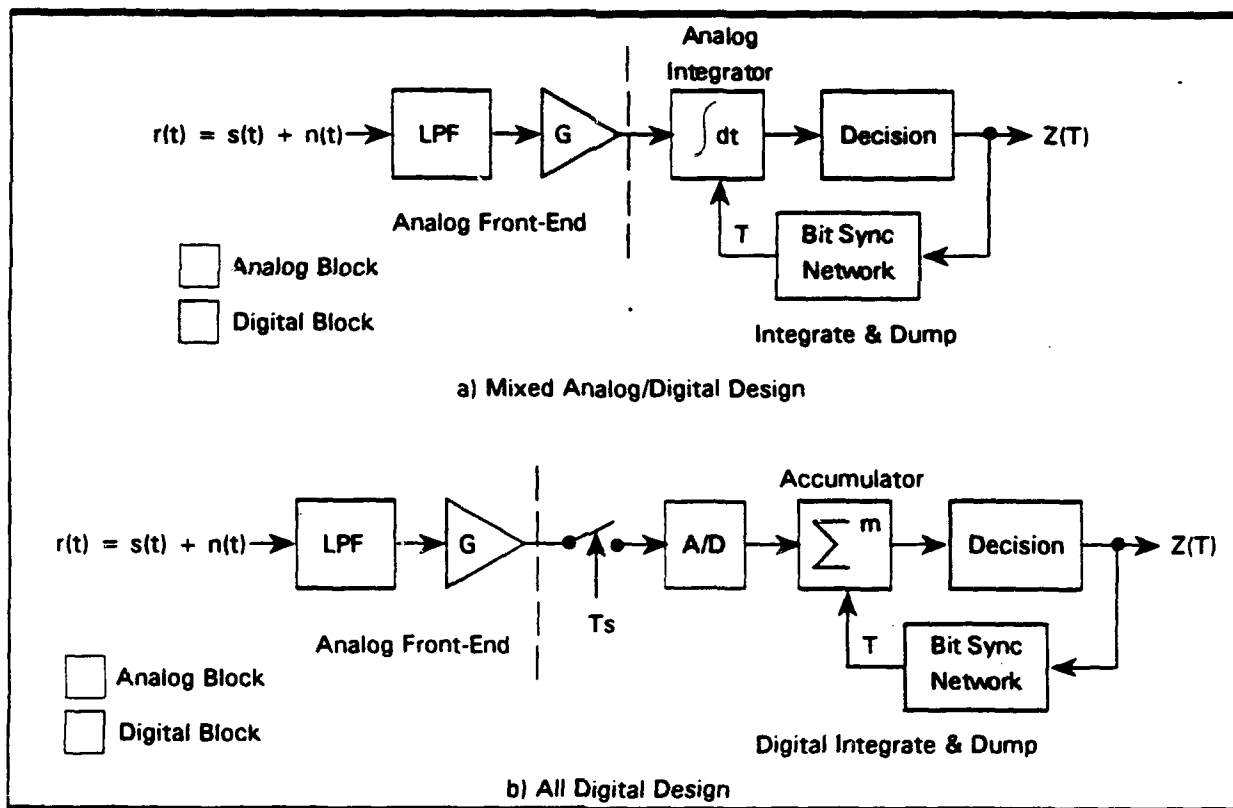 Analog
Integrator
r(t) = s(t) + n(t)
LPF
G
∫dt
Decision
Z(T)
Analog Front-End
T
Bit Sync
Network
Analog Block
Digital Block
Integrate & Dump
a) Mixed Analog/Digital Design
Accumulator
r(t) = s(t) + n(t)
LPF
G
A/D
∑ m
Decision
Z(T)
Ts
Analog Front-End
T
Bit Sync
Network
Analog Block
Digital Block
Digital Integrate & Dump
b) All Digital Design